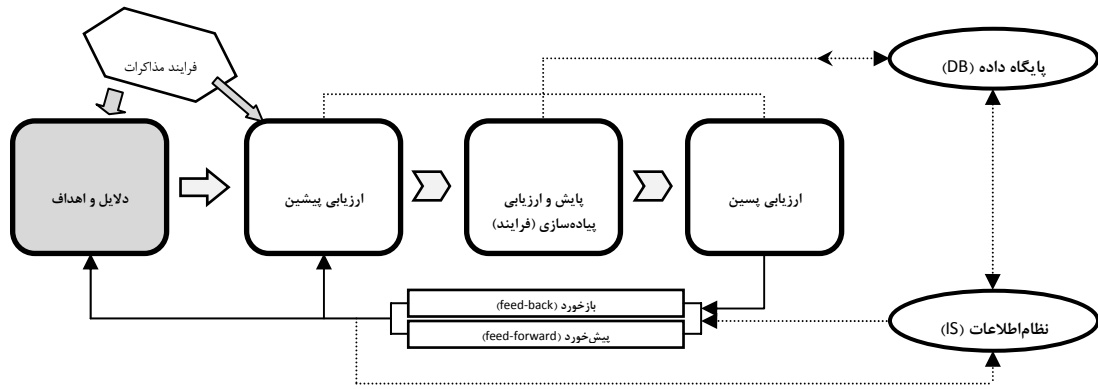 فرایند مذاکرات
پایگاه داده (DB)
دلایل و اهداف
ارزیابی پیشین
پایش و ارزیابی
پیاده‌سازی (فرایند)
ارزیابی پسین
بازخورد (feed-back)
پیش‌خورد (feed-forward)
نظام‌اطلاعات (IS)